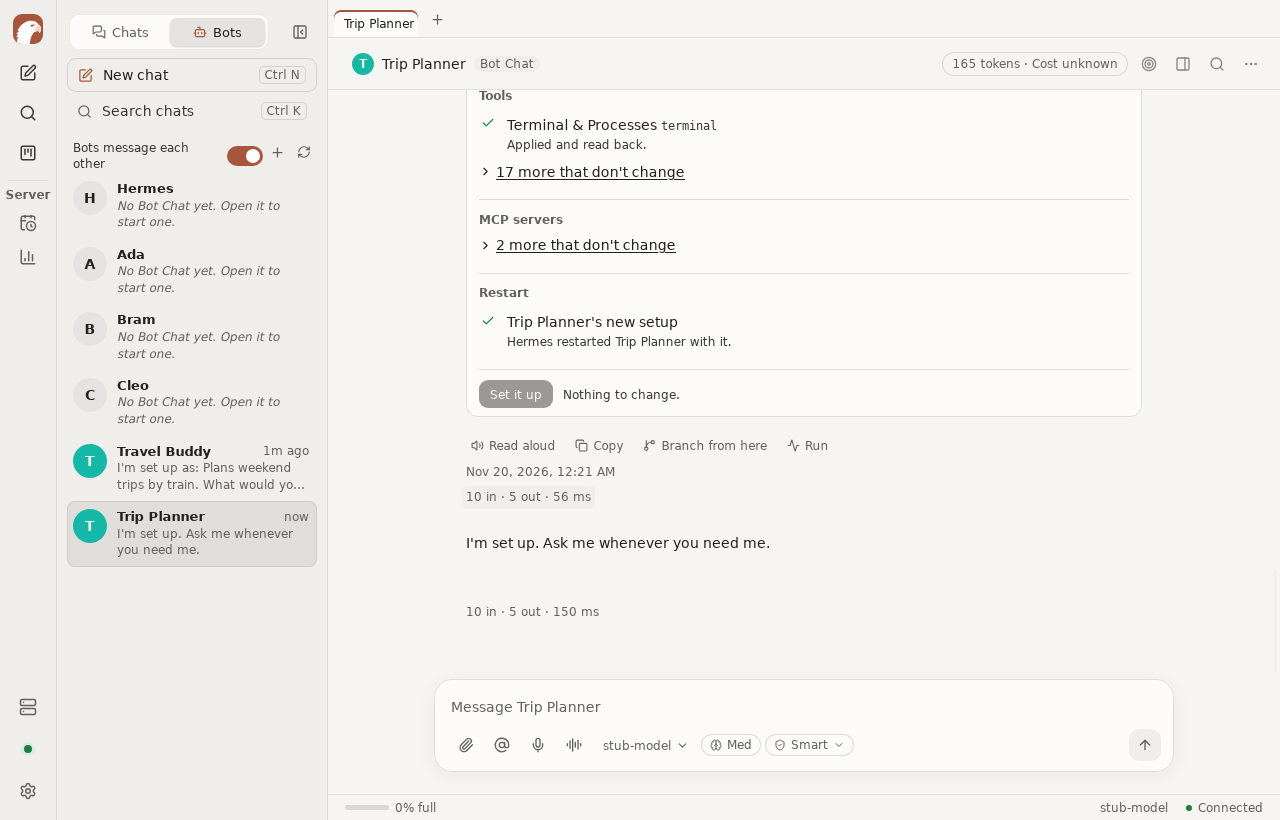 Chats
Bots
New chat
Ctrl N
Search chats
Ctrl K
Bots message each
other
Server
H
Hermes
No Bot Chat yet. Open it to
start one.
A
Ada
No Bot Chat yet. Open it to
start one.
B
Bram
No Bot Chat yet. Open it to
start one.
C
Cleo
No Bot Chat yet. Open it to
start one.
T
Travel Buddy
1m ago
I'm set up as: Plans weekend
trips by train. What would yo...
T
Trip Planner
now
I'm set up. Ask me whenever
you need me.
Trip Planner
T
Trip Planner
Bot Chat
165 tokens · Cost unknown
Tools
Terminal & Processes terminal
Applied and read back.
17 more that don't change
MCP servers
2 more that don't change
Restart
Trip Planner's new setup
Hermes restarted Trip Planner with it.
Set it up
Nothing to change.
Read aloud
Copy
Branch from here
Run
Nov 20, 2026, 12:21 AM
10 in · 5 out · 56 ms
I'm set up. Ask me whenever you need me.
10 in · 5 out · 150 ms
Message Trip Planner
stub-model
Med
Smart
0% full
stub-model
Connected